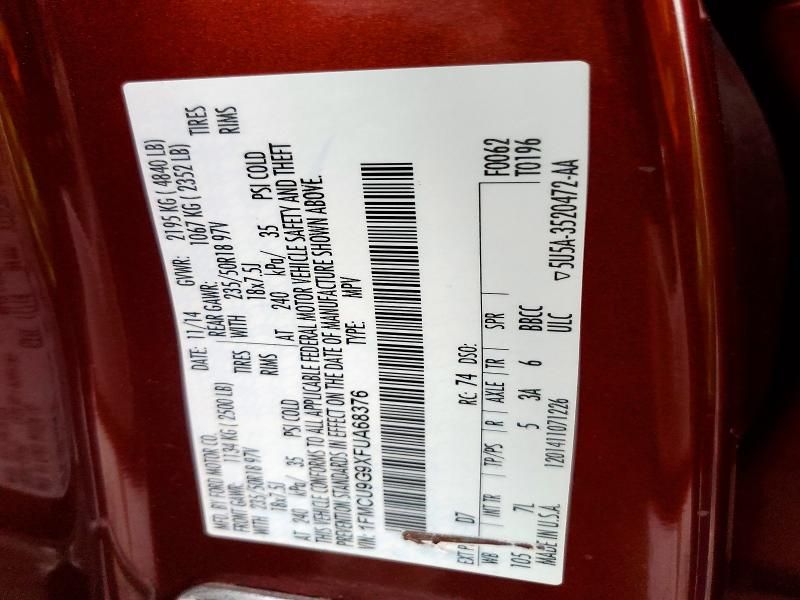 MFD. BY FORD MOTOR CO.
DATE: 11/14 GVWR: 2195 KG ( 4840 LB)
FRONT GAWR: 1134 KG ( 2500 LB) REAR GAWR: 1067 KG ( 2352 LB)
WITH 235/50R18 97V TIRES WITH 235/50R18 97V TIRES
18x7.5J RIMS 18x7.5J RIMS
AT 240 kPa/ 35 PSI COLD AT 240 kPa/ 35 PSI COLD
THIS VEHICLE CONFORMS TO ALL APPLICABLE FEDERAL MOTOR VEHICLE SAFETY AND THEFT
PREVENTION STANDARDS IN EFFECT ON THE DATE OF MANUFACTURE SHOWN ABOVE.
VIN: 1FMCU9G9XFUA68376 TYPE: MPV
EXT P D7 RC: 74 DSO: F0062
WB INT TR TP/PS R AXLE TR SPR T0196
105 7L 5 3A 6 BBCC
MADE IN U.S.A. 120141107​1226 ULC ▽5U5A-3520472-AA